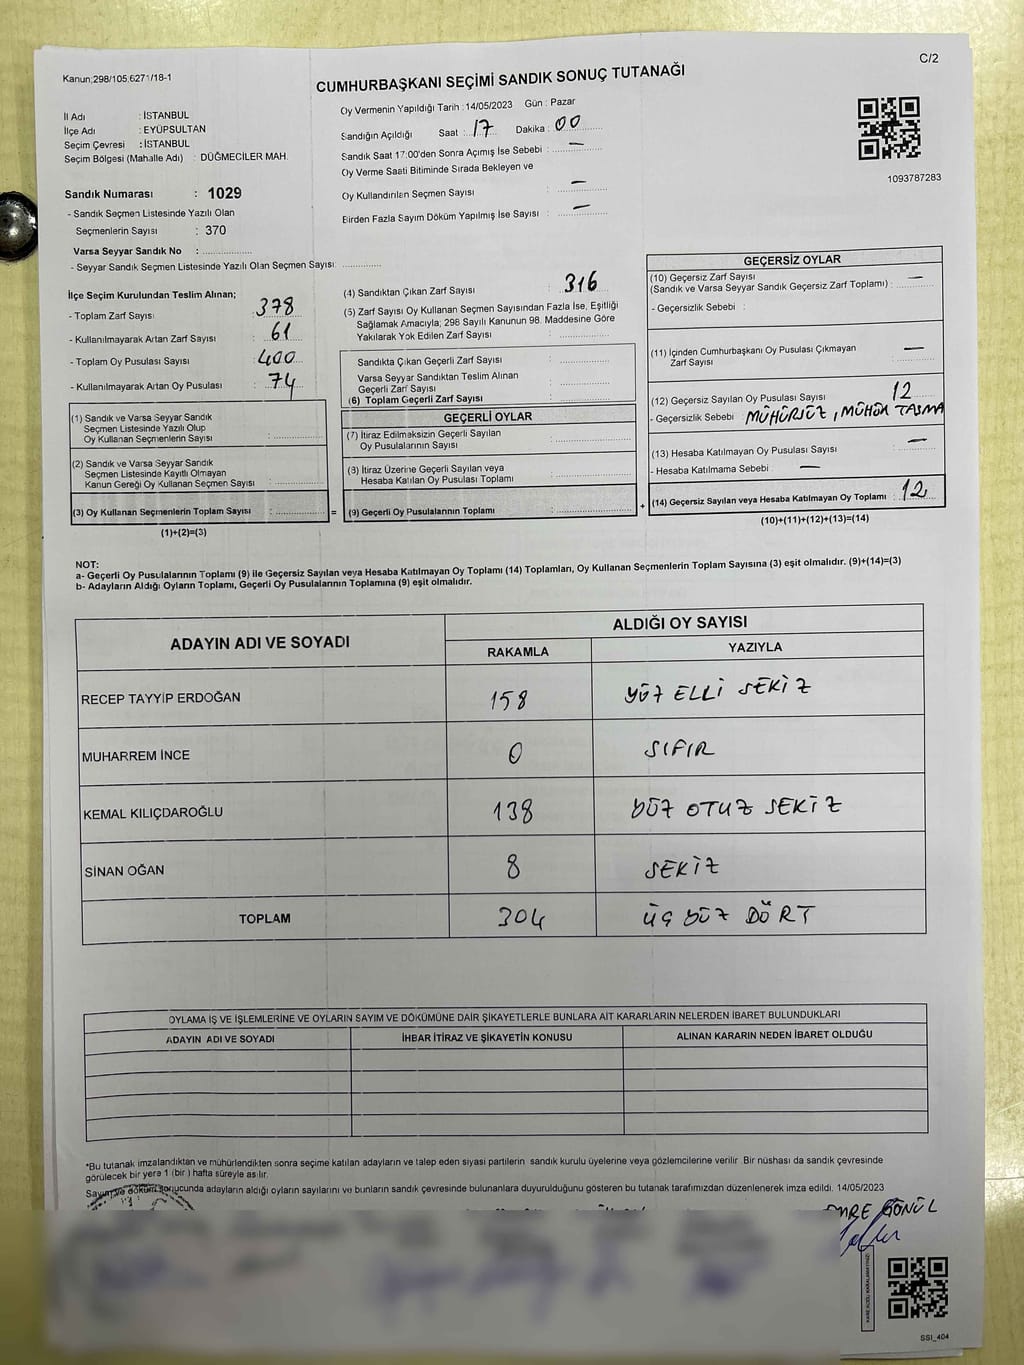 C/2
Kanun;298/105;6271/18-1
CUMHURBAŞKANI SEÇİMİ SANDIK SONUÇ TUTANAĞI
İl Adı : İSTANBUL
İlçe Adı : EYÜPSULTAN
Seçim Çevresi : İSTANBUL
Seçim Bölgesi (Mahalle Adı) : DÜĞMECİLER MAH.
Sandık Numarası : 1029
- Sandık Seçmen Listesinde Yazılı Olan
Seçmenlerin Sayısı : 370
Varsa Seyyar Sandık No :
- Seyyar Sandık Seçmen Listesinde Yazılı Olan Seçmen Sayısı:
Oy Vermenin Yapıldığı Tarih : 14/05/2023 Gün : Pazar
Sandığın Açıldığı Saat : 17 Dakika : 00
Sandık Saat 17:00'den Sonra Açımış İse Sebebi : —
Oy Verme Saati Bitiminde Sırada Bekleyen ve
Oy Kullandırılan Seçmen Sayısı : —
Birden Fazla Sayım Döküm Yapılmış İse Sayısı : —
1093787283
İlçe Seçim Kurulundan Teslim Alınan;
- Toplam Zarf Sayısı : 378
- Kullanılmayarak Artan Zarf Sayısı : 61
- Toplam Oy Pusulası Sayısı : 400
- Kullanılmayarak Artan Oy Pusulası : 74
(1) Sandık ve Varsa Seyyar Sandık
Seçmen Listesinde Yazılı Olup
Oy Kullanan Seçmenlerin Sayısı :
(2) Sandık ve Varsa Seyyar Sandık
Seçmen Listesinde Kayıtlı Olmayan
Kanun Gereği Oy Kullanan Seçmen Sayısı :
(3) Oy Kullanan Seçmenlerin Toplam Sayısı : =
(1)+(2)=(3)
(4) Sandıktan Çıkan Zarf Sayısı : 316
(5) Zarf Sayısı Oy Kullanan Seçmen Sayısından Fazla İse, Eşitliği
Sağlamak Amacıyla; 298 Sayılı Kanunun 98. Maddesine Göre
Yakılarak Yok Edilen Zarf Sayısı :
Sandıkta Çıkan Geçerli Zarf Sayısı :
Varsa Seyyar Sandıktan Teslim Alınan
Geçerli Zarf Sayısı :
(6) Toplam Geçerli Zarf Sayısı :
GEÇERLİ OYLAR
(7) İtiraz Edilmeksizin Geçerli Sayılan
Oy Pusulalarının Sayısı :
(8) İtiraz Üzerine Geçerli Sayılan veya
Hesaba Katılan Oy Pusulası Toplamı :
(9) Geçerli Oy Pusulalarının Toplamı : +
GEÇERSİZ OYLAR
(10) Geçersiz Zarf Sayısı —
(Sandık ve Varsa Seyyar Sandık Geçersiz Zarf Toplamı) :
- Geçersizlik Sebebi :
(11) İçinden Cumhurbaşkanı Oy Pusulası Çıkmayan —
Zarf Sayısı
(12) Geçersiz Sayılan Oy Pusulası Sayısı : 12
- Geçersizlik Sebebi MÜHÜRSÜZ, MÜHÜR TAŞMA
(13) Hesaba Katılmayan Oy Pusulası Sayısı : —
- Hesaba Katılmama Sebebi : —
(14) Geçersiz Sayılan veya Hesaba Katılmayan Oy Toplamı : 12
(10)+(11)+(12)+(13)=(14)
NOT:
a- Geçerli Oy Pusulalarının Toplamı (9) ile Geçersiz Sayılan veya Hesaba Katılmayan Oy Toplamı (14) Toplamları, Oy Kullanan Seçmenlerin Toplam Sayısına (3) eşit olmalıdır. (9)+(14)=(3)
b- Adayların Aldığı Oyların Toplamı, Geçerli Oy Pusulalarının Toplamına (9) eşit olmalıdır.
ADAYIN ADI VE SOYADI ALDIĞI OY SAYISI
RAKAMLA YAZIYLA
RECEP TAYYİP ERDOĞAN 158 YÜZ ELLİ SEKİZ
MUHARREM İNCE 0 SIFIR
KEMAL KILIÇDAROĞLU 138 YÜZ OTUZ SEKİZ
SİNAN OĞAN 8 SEKİZ
TOPLAM 304 ÜÇ YÜZ DÖRT
OYLAMA İŞ VE İŞLEMLERİNE VE OYLARIN SAYIM VE DÖKÜMÜNE DAİR ŞİKAYETLERLE BUNLARA AİT KARARLARIN NELERDEN İBARET BULUNDUKLARI
ADAYIN ADI VE SOYADI İHBAR İTİRAZ VE ŞİKAYETİN KONUSU ALINAN KARARIN NEDEN İBARET OLDUĞU
*Bu tutanak imzalandıktan ve mühürlendikten sonra seçime katılan adayların ve talep eden siyasi partilerin sandık kurulu üyelerine veya gözlemcilerine verilir. Bir nüshası da sandık çevresinde
görülecek bir yere 1 (bir) hafta süreyle asılır.
Sayım ve döküm sonucunda adayların aldığı oyların sayılarını ve bunların sandık çevresinde bulunanlara duyurulduğunu gösteren bu tutanak tarafımızdan düzenlenerek imza edildi. 14/05/2023
EMRE GÖNÜL
SSI_404